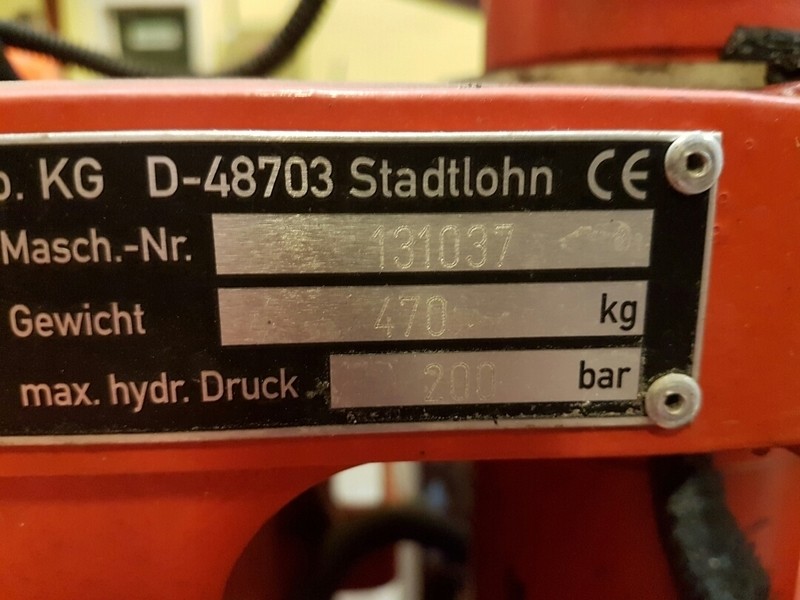 o. KG D-48703 Stadtlohn CE
Masch.-Nr. 131037
Gewicht 470 kg
max. hydr. Druck 200 bar